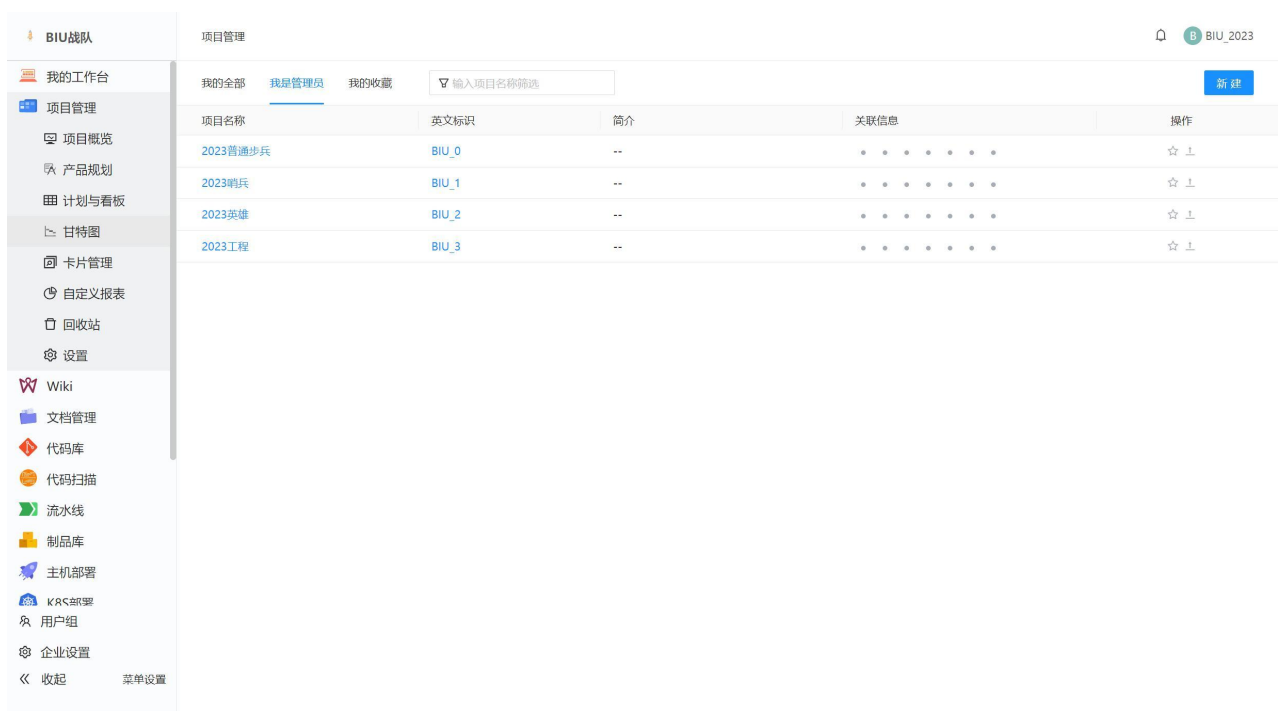 BIU战队
项目管理
B BIU_2023
我的工作台
项目管理
项目概览
产品规划
计划与看板
甘特图
卡片管理
自定义报表
回收站
设置
Wiki
文档管理
代码库
代码扫描
流水线
制品库
主机部署
K8S部署
用户组
企业设置
收起 菜单设置
我的全部 我是管理员 我的收藏 输入项目名称筛选 新建
项目名称 英文标识 简介 关联信息 操作
2023普通步兵 BIU_0 --
2023哨兵 BIU_1 --
2023英雄 BIU_2 --
2023工程 BIU_3 --